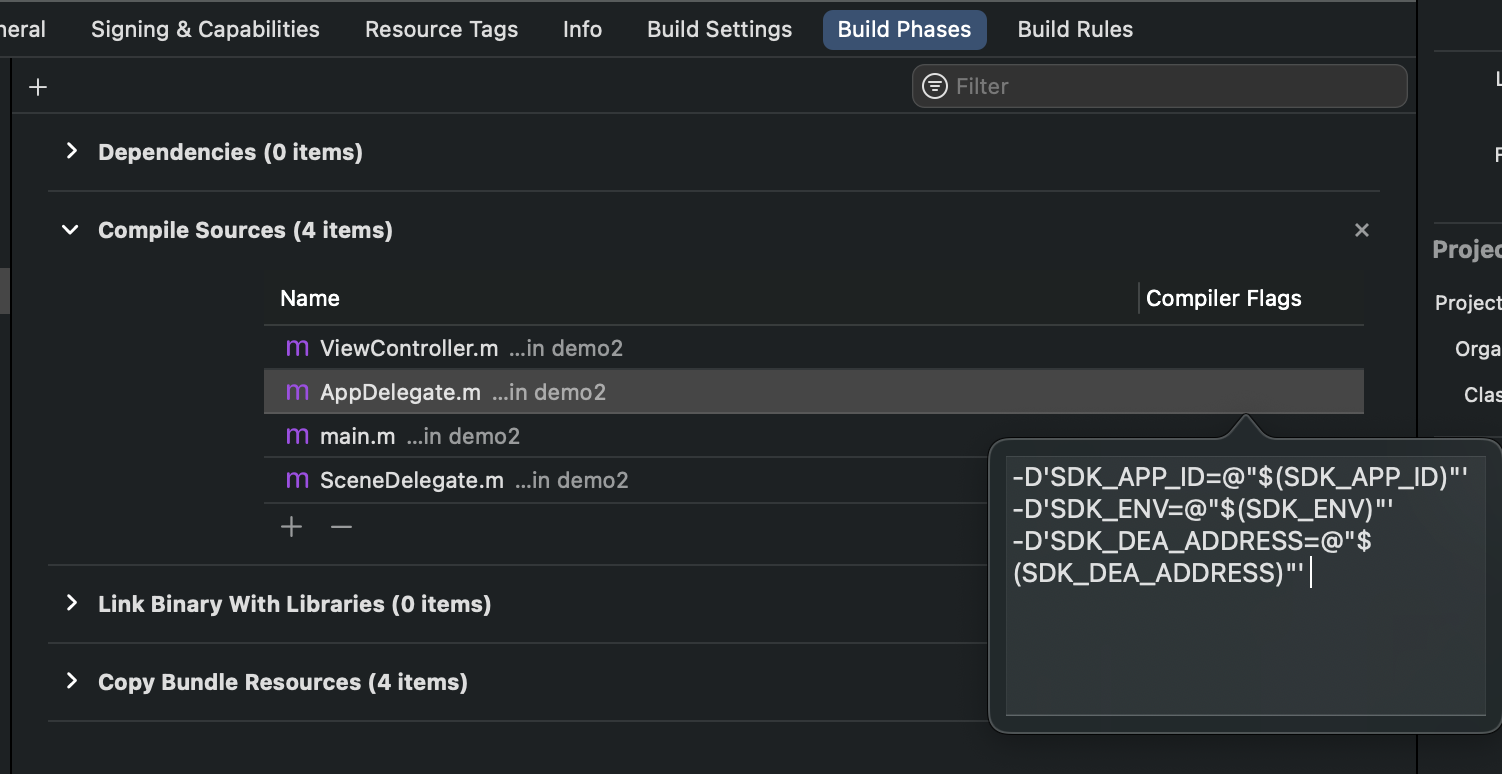 neral Signing & Capabilities Resource Tags Info Build Settings Build Phases Build Rules
Filter
Dependencies (0 items)
Compile Sources (4 items)
Name Compiler Flags
m ViewController.m ...in demo2
m AppDelegate.m ...in demo2
m main.m ...in demo2
m SceneDelegate.m ...in demo2
-D'SDK_APP_ID=@"$(SDK_APP_ID)"'
-D'SDK_ENV=@"$(SDK_ENV)"'
-D'SDK_DEA_ADDRESS=@"$
(SDK_DEA_ADDRESS)"'
Link Binary With Libraries (0 items)
Copy Bundle Resources (4 items)
Projec
Project
Orga
Clas